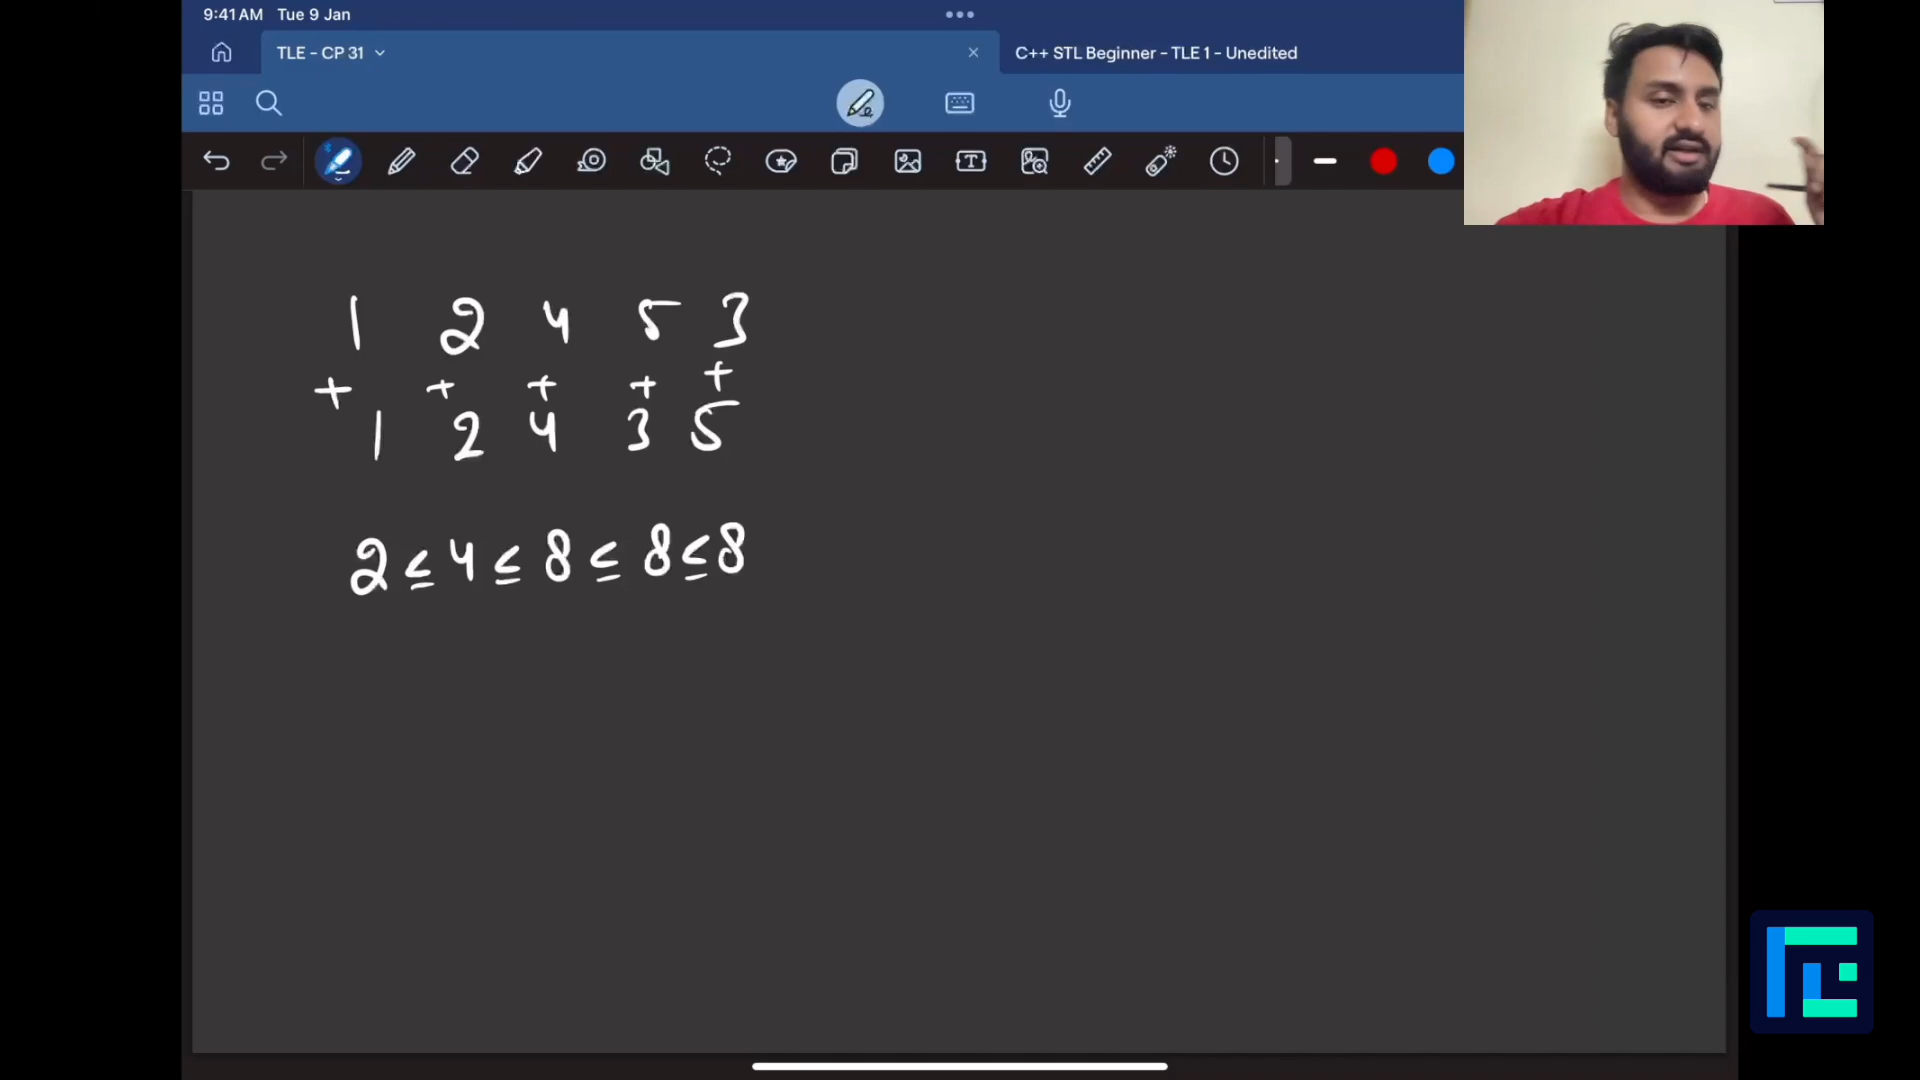 9:41 AM Tue 9 Jan
TLE - CP 31
C++ STL Beginner - TLE 1 - Unedited
1 2 4 5 3
+ + + + +
1 2 4 3 5
2 ≤ 4 ≤ 8 ≤ 8 ≤ 8